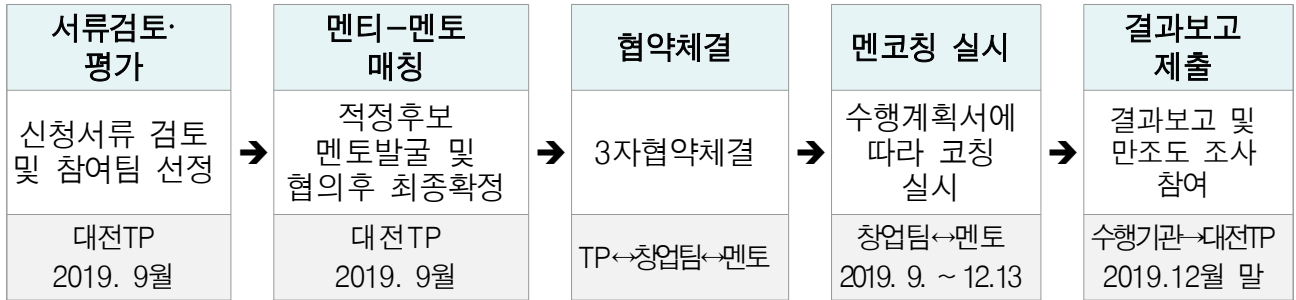 서류검토·
평가
신청서류 검토
및 참여팀 선정
대전TP
2019. 9월
➔
멘티-멘토
매칭
적정후보
멘토발굴 및
협의후 최종확정
대전TP
2019. 9월
➔
협약체결
3자협약체결
TP↔창업팀↔멘토
➔
멘코칭 실시
수행계획서에
따라 코칭
실시
창업팀↔멘토
2019. 9. ~ 12.13
➔
결과보고
제출
결과보고 및
만조도 조사
참여
수행기관→대전TP
2019.12월 말